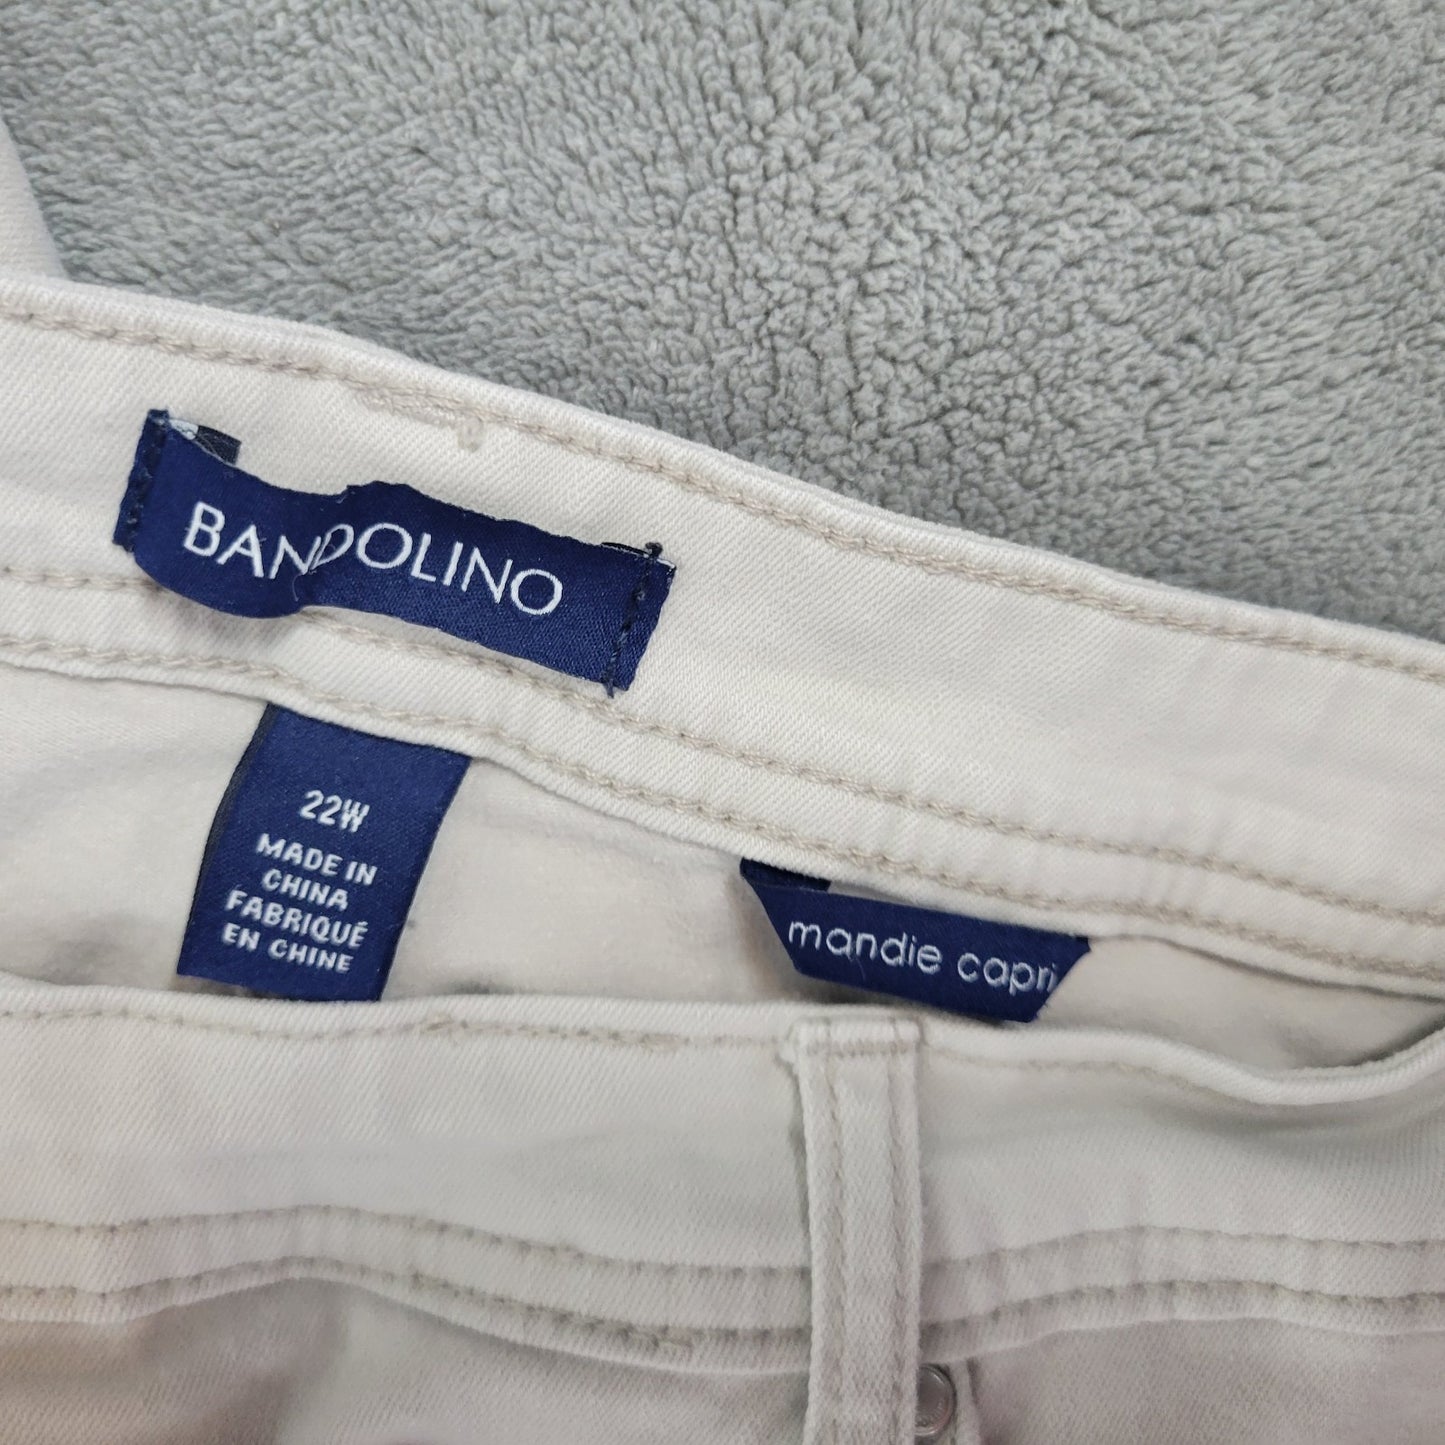 BANDOLINO
22W
MADE IN
CHINA
FABRIQUÉ
EN CHINE
mandie capri